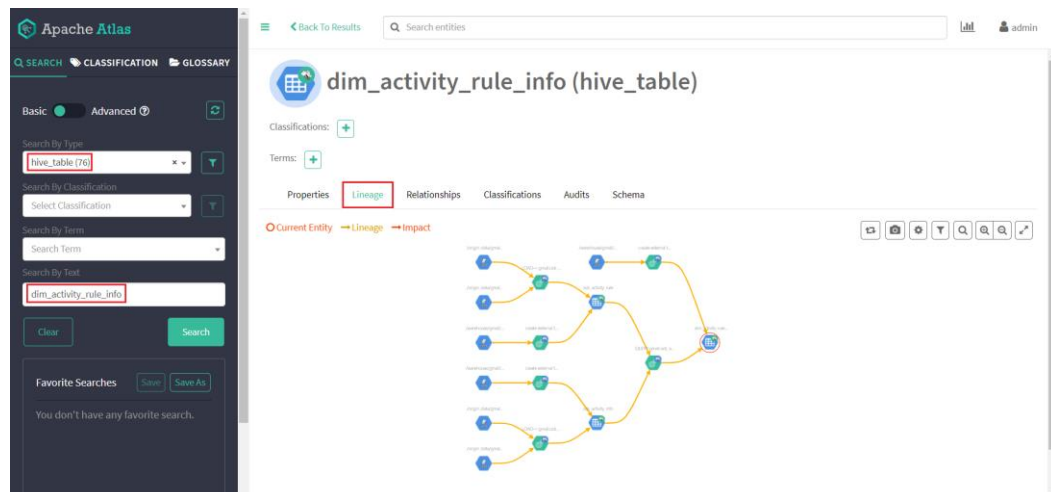 Apache Atlas
SEARCH CLASSIFICATION GLOSSARY
Basic Advanced
Search By Type
hive_table (76)
Search By Classification
Select Classification
Search By Term
Search Term
Search By Text
dim_activity_rule_info
Clear Search
Favorite Searches Save Save As
You don't have any favorite search.
Back To Results Search entities admin
dim_activity_rule_info (hive_table)
Classifications:
Terms:
Properties Lineage Relationships Classifications Audits Schema
Current Entity Lineage Impact